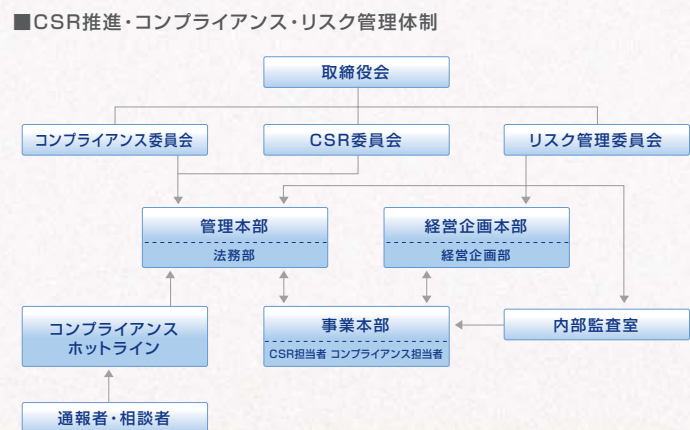 ■CSR推進・コンプライアンス・リスク管理体制
取締役会
コンプライアンス委員会
CSR委員会
リスク管理委員会
管理本部
法務部
経営企画本部
経営企画部
コンプライアンス
ホットライン
事業本部
CSR担当者 コンプライアンス担当者
内部監査室
通報者・相談者